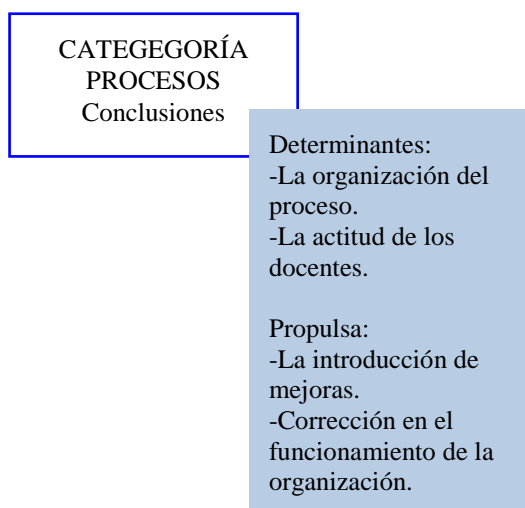 CATEGEGORÍA
PROCESOS
Conclusiones
Determinantes:
-La organización del
proceso.
-La actitud de los
docentes.
Propulsa:
-La introducción de
mejoras.
-Corrección en el
funcionamiento de la
organización.